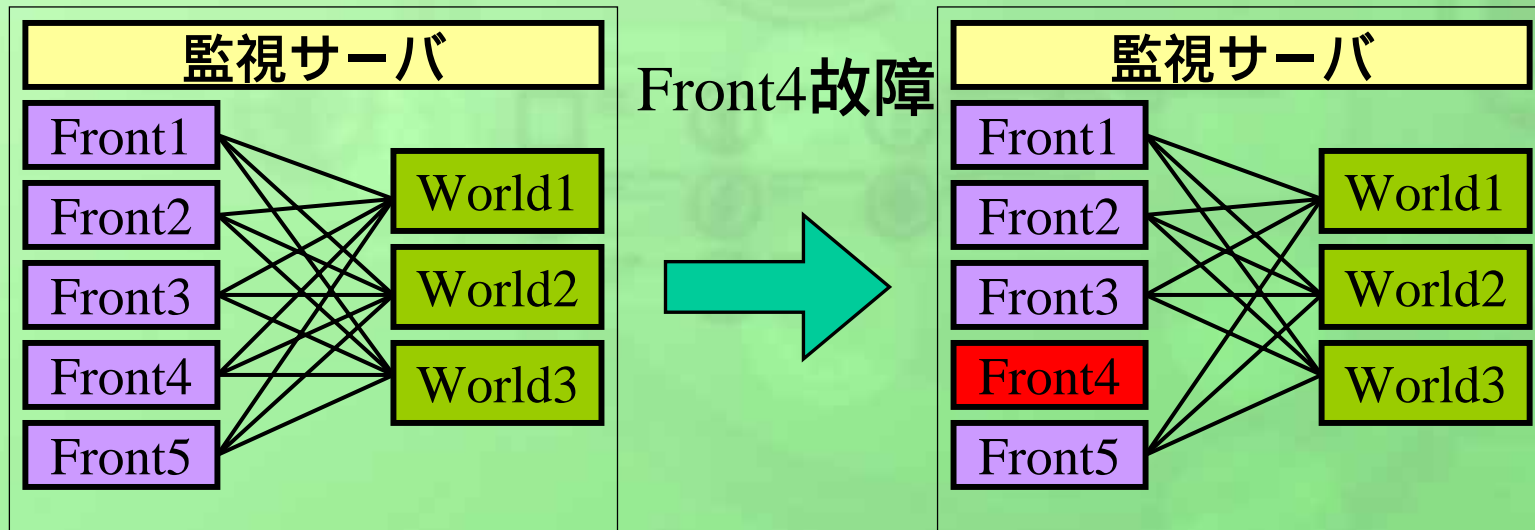 監視サーバ
Front1
Front2
Front3
Front4
Front5
World1
World2
World3
Front4故障
監視サーバ
Front1
Front2
Front3
Front4
Front5
World1
World2
World3